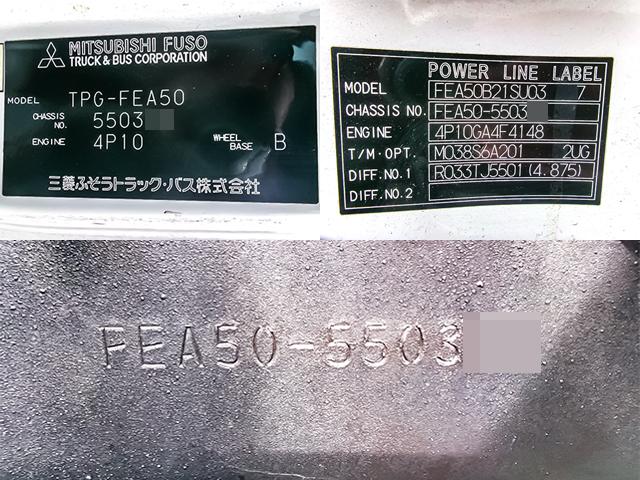 MITSUBISHI FUSO
TRUCK & BUS CORPORATION
MODEL TPG-FEA50
CHASSIS NO. 5503
ENGINE 4P10 WHEEL BASE B
三菱ふそうトラック・バス株式会社
POWER LINE LABEL
MODEL FEA50B21SU03 7
CHASSIS NO. FEA50-5503
ENGINE 4P10GA4F4148
T/M・OPT. M038S6A201 2UG
DIFF.NO.1 R033TJ5501(4.875)
DIFF.NO.2
FEA50-5503